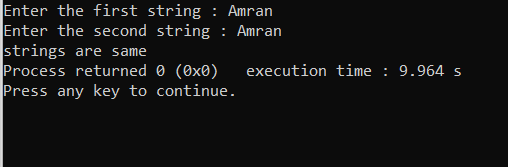 Enter the first string : Amran
Enter the second string : Amran
strings are same
Process returned 0 (0x0)   execution time : 9.964 s
Press any key to continue.